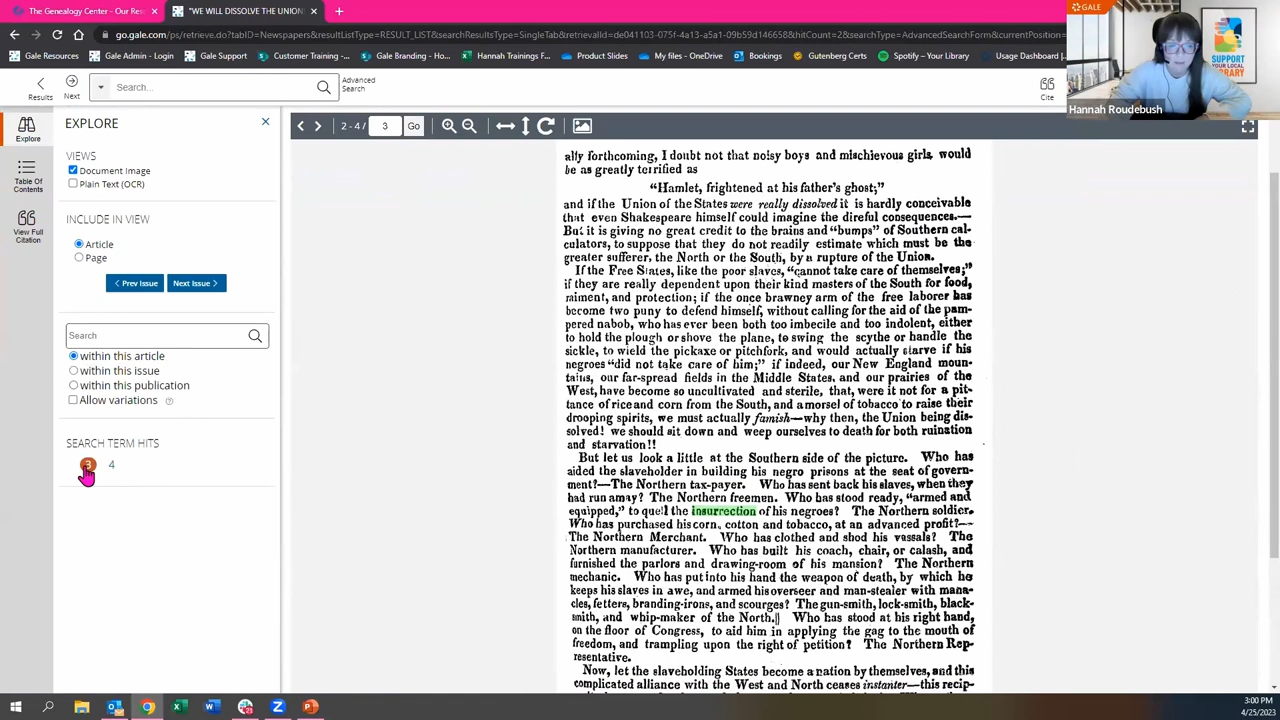 The Genealogy Center - Our Res
"WE WILL DISSOLVE THE UNION
go.gale.com/ps/retrieve.do?tabID=Newspapers&resultListType=RESULT_LIST&searchResultsType=SingleTab&retrievalId=de041103-075f-4a13-a5a1-09b59d146658&hitCount=2&searchType=AdvancedSearchForm&currentPosition=
Gale Resources
Gale Admin - Login
Customer Training -...
Gale Branding - Ho...
Hannah Trainings F...
Product Slides
My files - OneDrive
Bookings
Gutenberg Certs
Spotify – Your Library
Usage Dashboard |
GALE
SUPPORT
YOUR LOCAL
LIBRARY
Hannah Roudebush
Results
Next
Search...
Advanced
Search
Cite
Explore
Table Of
Contents
View Full
Citation
EXPLORE
VIEWS
Document Image
Plain Text (OCR)
INCLUDE IN VIEW
Article
Page
Prev Issue
Next Issue
Search
within this article
within this issue
within this publication
Allow variations
SEARCH TERM HITS
3 4
2 - 4 / 3 Go
ally forthcoming, I doubt not that noisy boys and mischievous girls would
be as greatly terrified as
"Hamlet, frightened at his father's ghost;"
and if the Union of the States were really dissolved it is hardly conceivable
that even Shakespeare himself could imagine the direful consequences.—
But it is giving no great credit to the brains and "bumps" of Southern cal-
culators, to suppose that they do not readily estimate which must be the
greater sufferer, the North or the South, by a rupture of the Union.
If the Free States, like the poor slaves, "cannot take care of themselves;"
if they are really dependent upon their kind masters of the South for food,
raiment, and protection; if the once brawney arm of the free laborer has
become two puny to defend himself, without calling for the aid of the pam-
pered nabob, who has ever been both too imbecile and too indolent, either
to hold the plough or shove the plane, to swing the scythe or handle the
sickle, to wield the pickaxe or pitchfork, and would actually starve if his
negroes "did not take care of him;" if indeed, our New England moun-
tains, our far-spread fields in the Middle States, and our prairies of the
West, have become so uncultivated and sterile, that, were it not for a pit-
tance of rice and corn from the South, and a morsel of tobacco to raise their
drooping spirits, we must actually famish—why then, the Union being dis-
solved! we should sit down and weep ourselves to death for both ruination
and starvation!!
But let us look a little at the Southern side of the picture. Who has
aided the slaveholder in building his negro prisons at the seat of govern-
ment?—The Northern tax-payer. Who has sent back his slaves, when they
had run away? The Northern freemen. Who has stood ready, "armed and
equipped," to quell the insurrection of his negroes? The Northern soldier.
Who has purchased his corn, cotton and tobacco, at an advanced profit?—
The Northern Merchant. Who has clothed and shod his vassals? The
Northern manufacturer. Who has built his coach, chair, or calash, and
furnished the parlors and drawing-room of his mansion? The Northern
mechanic. Who has put into his hand the weapon of death, by which he
keeps his slaves in awe, and armed his overseer and man-stealer with mana-
cles, fetters, branding-irons, and scourges? The gun-smith, lock-smith, black-
smith, and whip-maker of the North.|| Who has stood at his right hand,
on the floor of Congress, to aid him in applying the gag to the mouth of
freedom, and trampling upon the right of petition? The Northern Rep-
resentative.
Now, let the slaveholding States become a nation by themselves, and this
complicated alliance with the West and North ceases instanter—this recip-
3:00 PM
4/25/2023